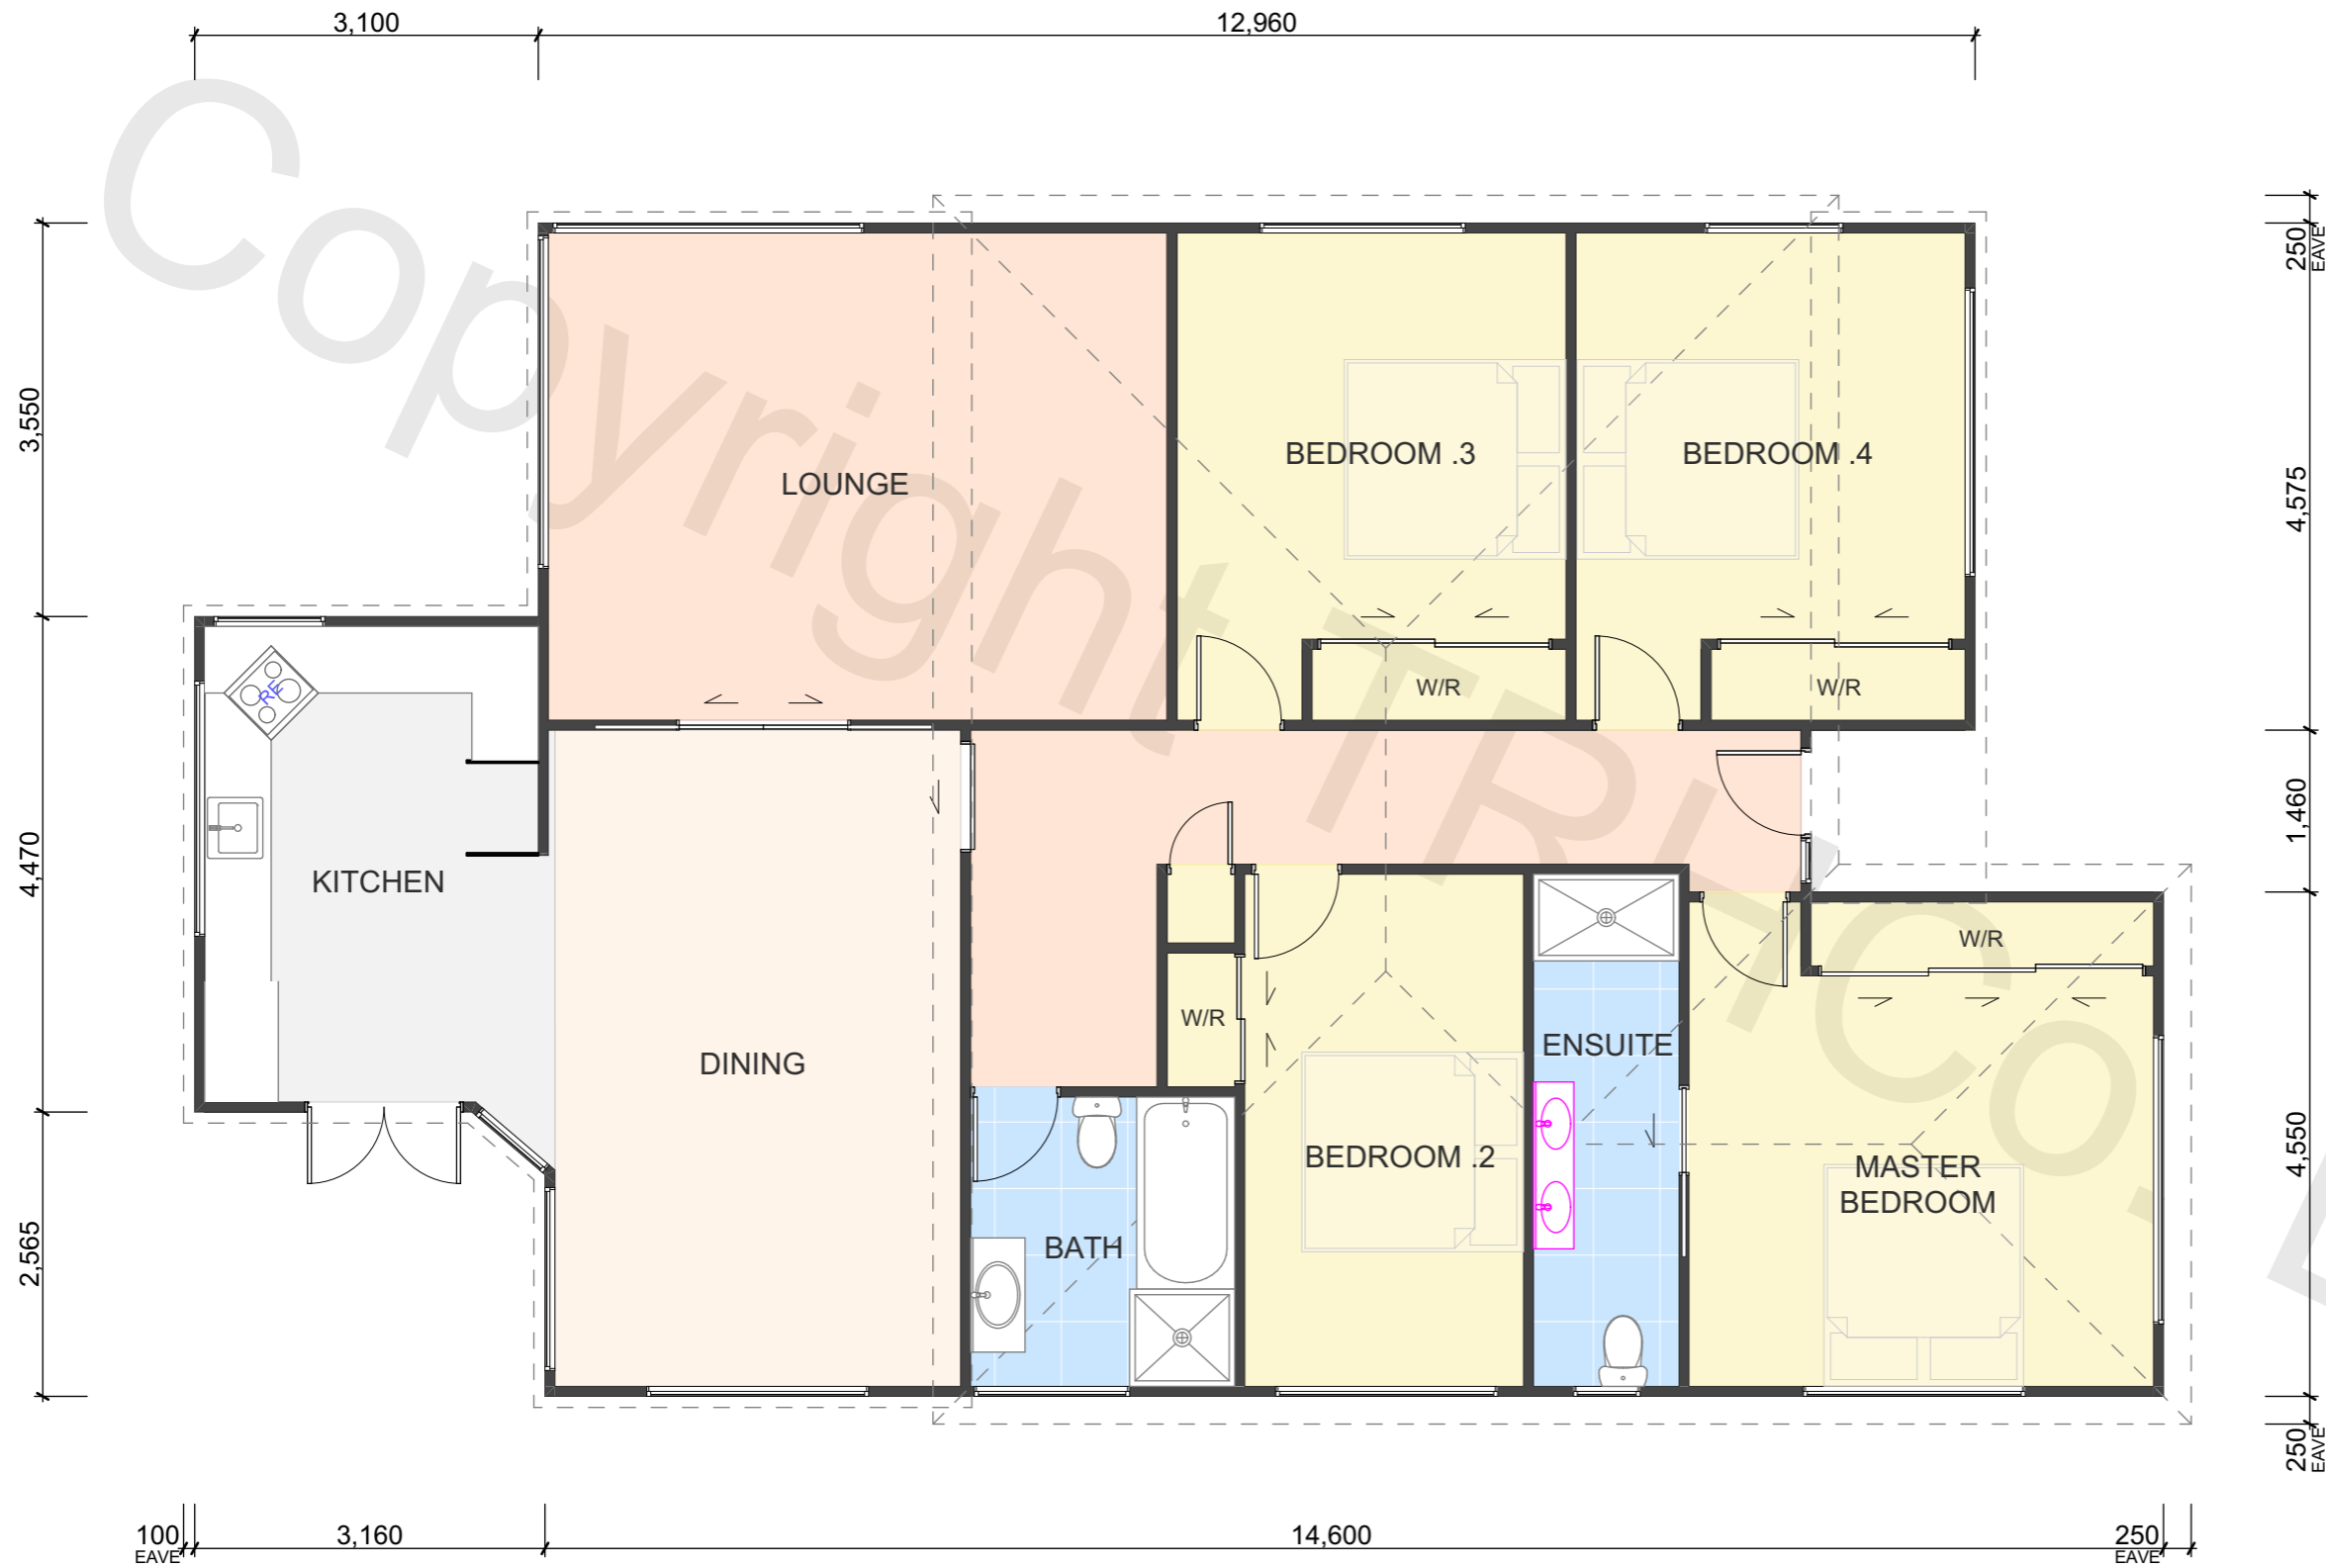 3,100
12,960
Copyright TRHCo.
250
EAVE
3,550
4,575
BEDROOM .3
BEDROOM .4
LOUNGE
W/R
W/R
RE
1,460
4,470
KITCHEN
W/R
W/R
ENSUITE
DINING
BEDROOM .2
MASTER
BEDROOM
4,550
2,565
BATH
250
EAVE
100
EAVE
3,160
14,600
250
EAVE